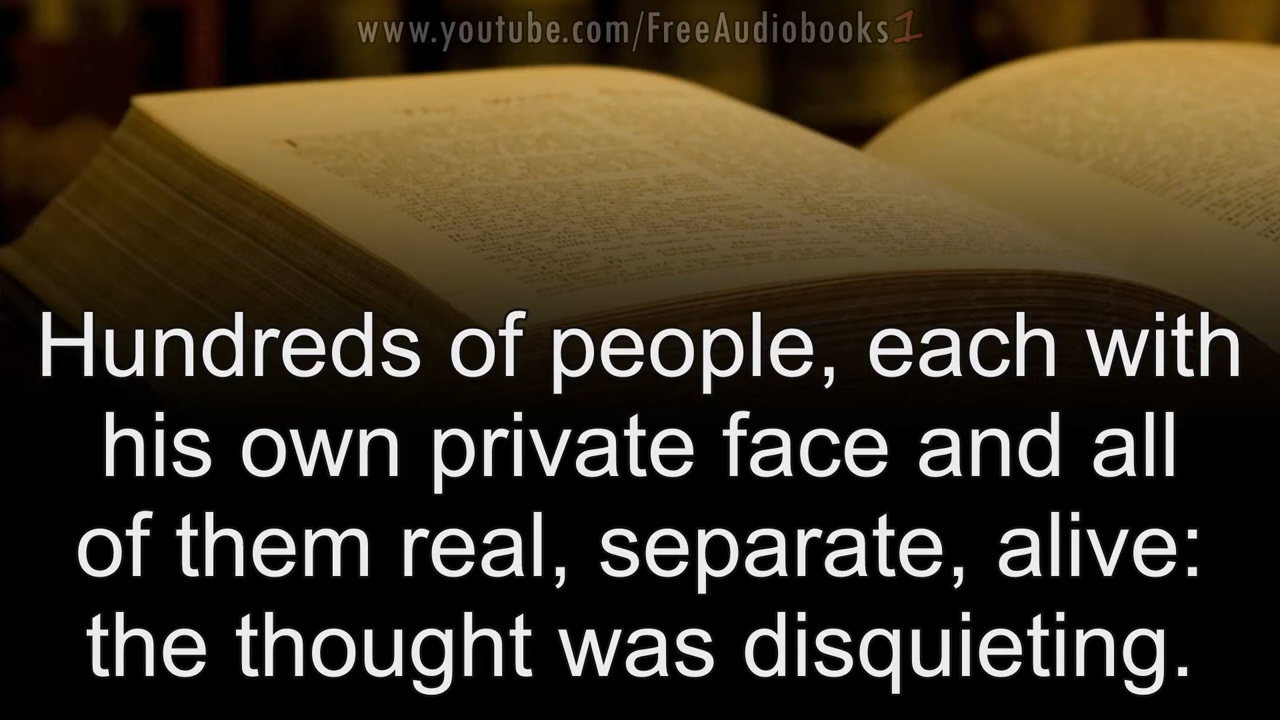 www.youtube.com/FreeAudiobooks1
Hundreds of people, each with
his own private face and all
of them real, separate, alive:
the thought was disquieting.